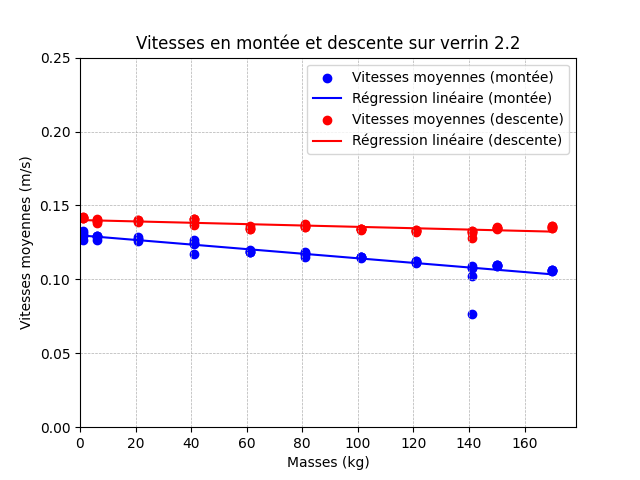 Vitesses en montée et descente sur verrin 2.2
0.25
0.20
0.15
0.10
0.05
0.00
Vitesses moyennes (m/s)
Vitesses moyennes (montée)
Régression linéaire (montée)
Vitesses moyennes (descente)
Régression linéaire (descente)
0 20 40 60 80 100 120 140 160
Masses (kg)